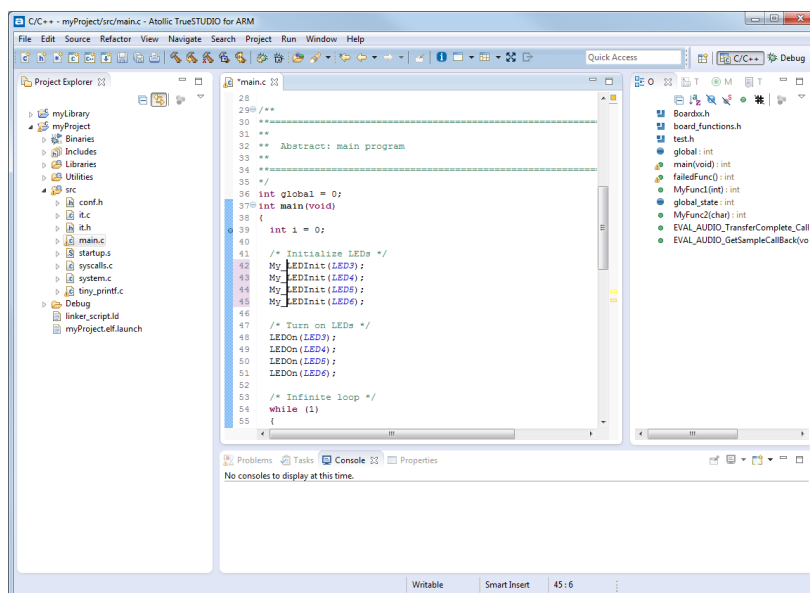 C/C++ - myProject/src/main.c - Atollic TrueSTUDIO for ARM
File Edit Source Refactor View Navigate Search Project Run Window Help
Quick Access
C/C++
Debug
Project Explorer
myLibrary
myProject
Binaries
Includes
Libraries
Utilities
src
conf.h
it.c
it.h
main.c
startup.s
syscalls.c
system.c
tiny_printf.c
Debug
linker_script.ld
myProject.elf.launch
*main.c
28
29 /**
30 **=====================================================
31 **
32 ** Abstract: main program
33 **
34 **=====================================================
35 */
36 int global = 0;
37 int main(void)
38 {
39 int i = 0;
40
41 /* Initialize LEDs */
42 My_LEDInit(LED3);
43 My_LEDInit(LED4);
44 My_LEDInit(LED5);
45 My_LEDInit(LED6);
46
47 /* Turn on LEDs */
48 LEDOn(LED3);
49 LEDOn(LED4);
50 LEDOn(LED5);
51 LEDOn(LED6);
52
53 /* Infinite loop */
54 while (1)
55 {
O
T
M
T
Boardx.h
board_functions.h
test.h
global : int
main(void) : int
failedFunc() : int
MyFunc1(int) : int
global_state : int
MyFunc2(char) : int
EVAL_AUDIO_TransferComplete_Call
EVAL_AUDIO_GetSampleCallBack(vo
Problems Tasks Console Properties
No consoles to display at this time.
Writable Smart Insert 45 : 6